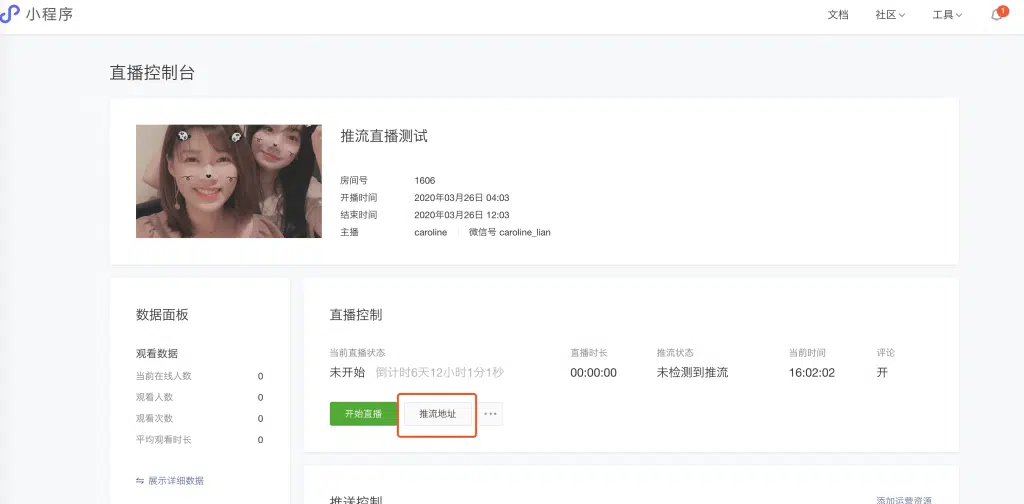 小程序 文档 社区 工具 1
直播控制台
推流直播测试
房间号 1606
开播时间 2020年03月26日 04:03
结束时间 2020年03月26日 12:03
主播 caroline 微信号 caroline_lian
数据面板
观看数据
当前在线人数 0
观看人数 0
观看次数 0
平均观看时长 0
展示详细数据
直播控制
当前直播状态 直播时长 推流状态 当前时间 评论
未开始 倒计时6天12小时1分1秒 00:00:00 未检测到推流 16:02:02 开
开始直播 推流地址 •••
推送控制 添加运营资源